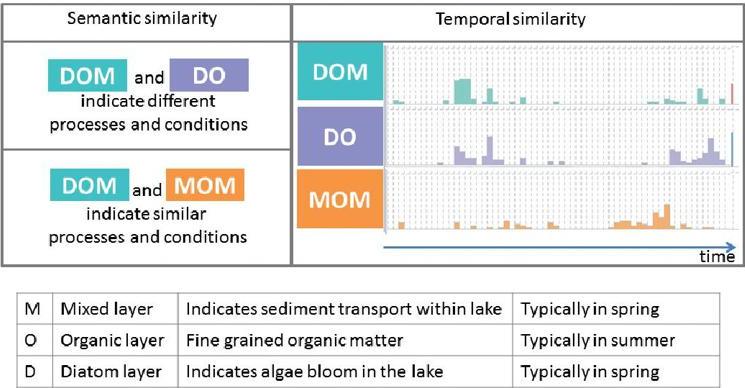 Semantic similarity
Temporal similarity
DOM and DO
indicate different
processes and conditions
DOM and MOM
indicate similar
processes and conditions
DOM
DO
MOM
time
M Mixed layer Indicates sediment transport within lake Typically in spring
O Organic layer Fine grained organic matter Typically in summer
D Diatom layer Indicates algae bloom in the lake Typically in spring